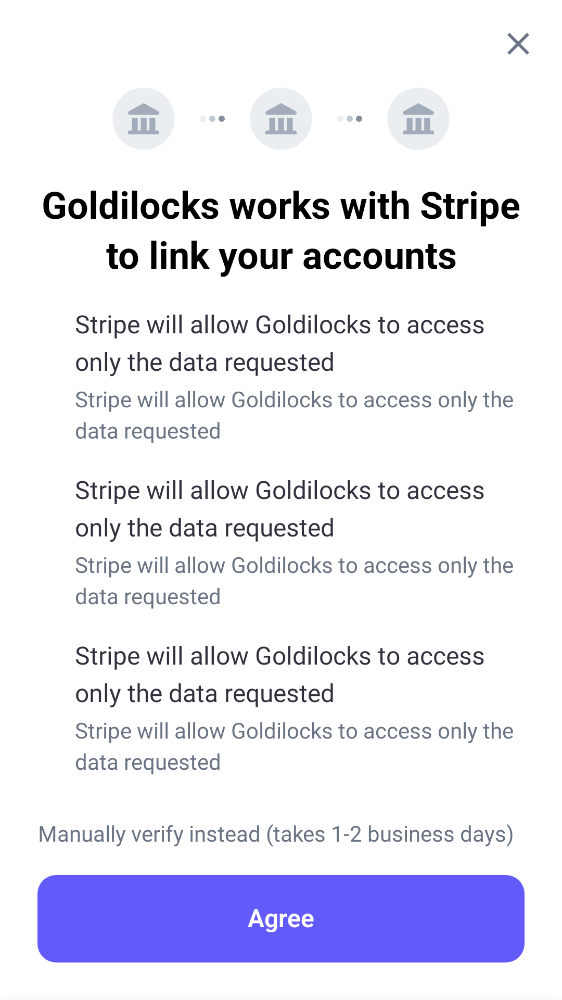 Goldilocks works with Stripe
to link your accounts
Stripe will allow Goldilocks to access
only the data requested
Stripe will allow Goldilocks to access only the
data requested
Stripe will allow Goldilocks to access
only the data requested
Stripe will allow Goldilocks to access only the
data requested
Stripe will allow Goldilocks to access
only the data requested
Stripe will allow Goldilocks to access only the
data requested
Manually verify instead (takes 1-2 business days)
Agree